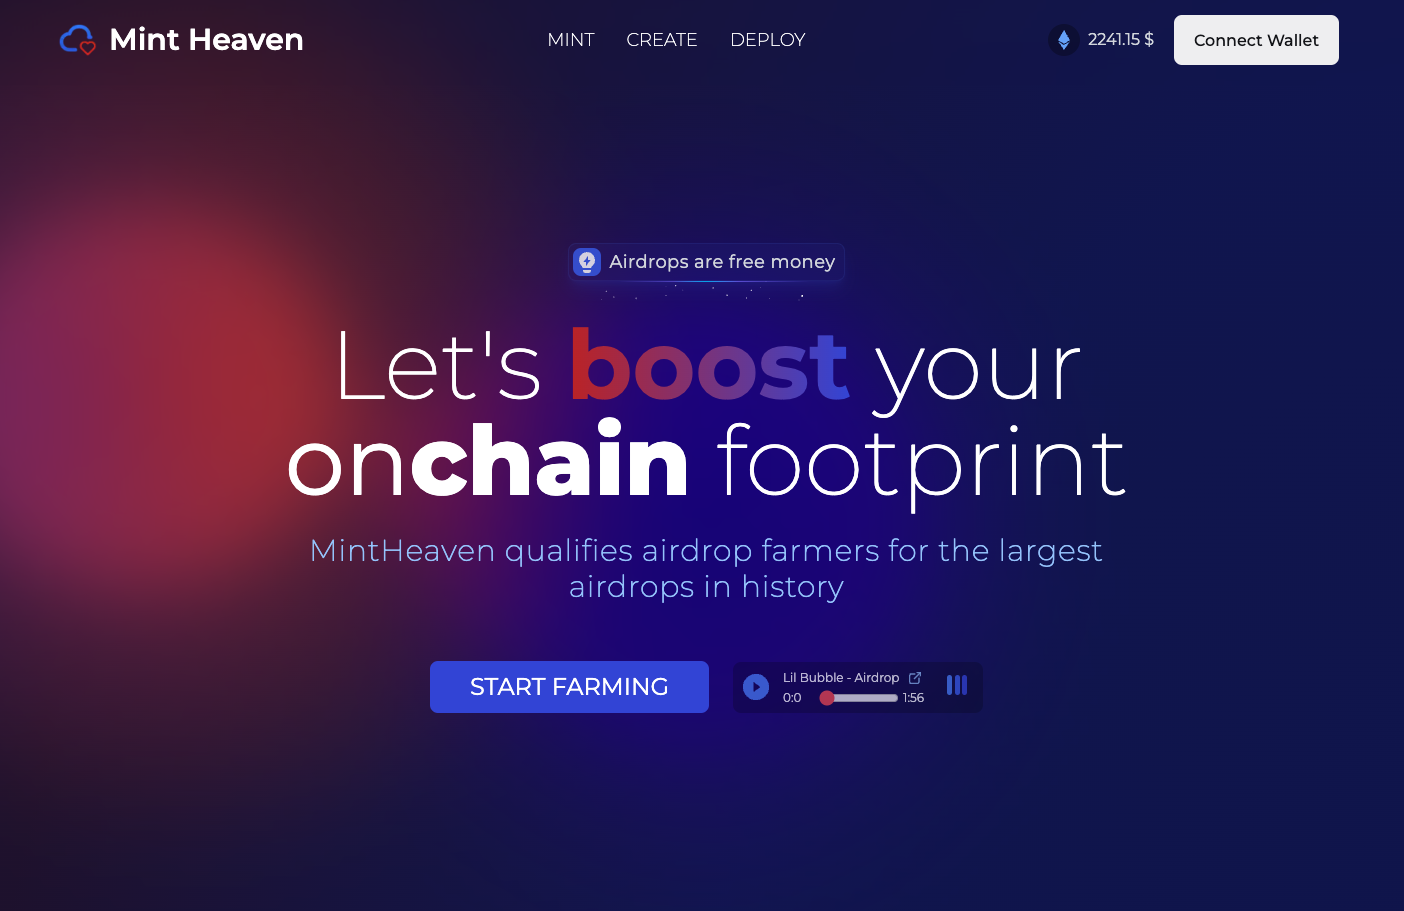 Mint Heaven
MINT
CREATE
DEPLOY
2241.15 $
Connect Wallet
Airdrops are free money
Let's boost your
onchain footprint
MintHeaven qualifies airdrop farmers for the largest
airdrops in history
START FARMING
Lil Bubble - Airdrop
0:0
1:56